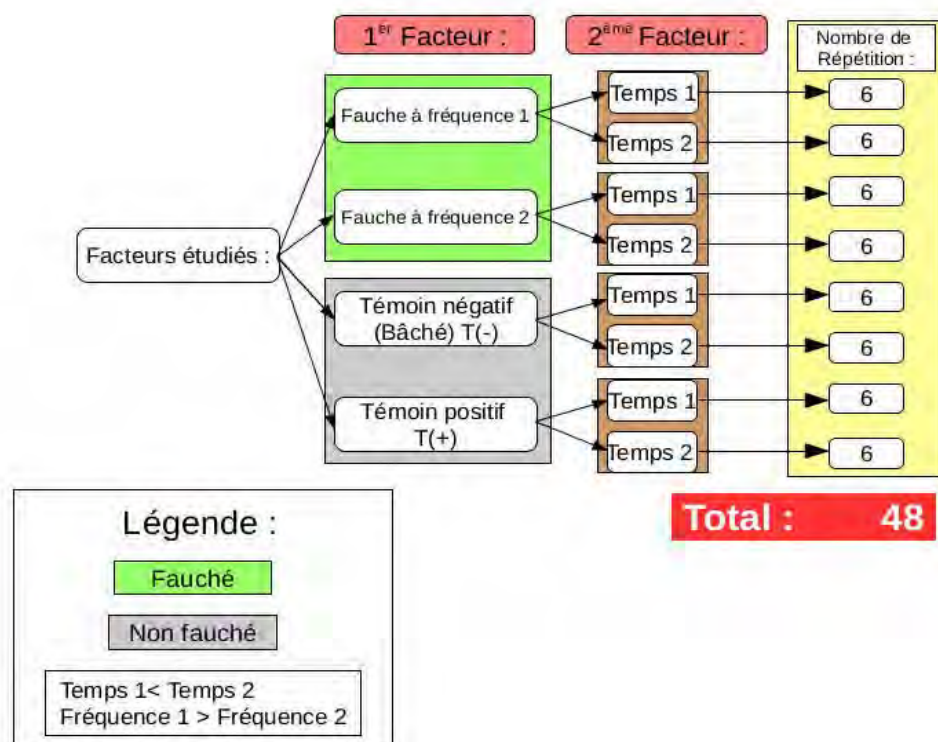 1er Facteur :
2ème Facteur :
Nombre de
Répétition :
Facteurs étudiés :
Fauche à fréquence 1
Temps 1
6
Temps 2
6
Fauche à fréquence 2
Temps 1
6
Temps 2
6
Témoin négatif
(Bâché) T(-)
Temps 1
6
Temps 2
6
Témoin positif
T(+)
Temps 1
6
Temps 2
6
Total : 48
Légende :
Fauché
Non fauché
Temps 1< Temps 2
Fréquence 1 > Fréquence 2